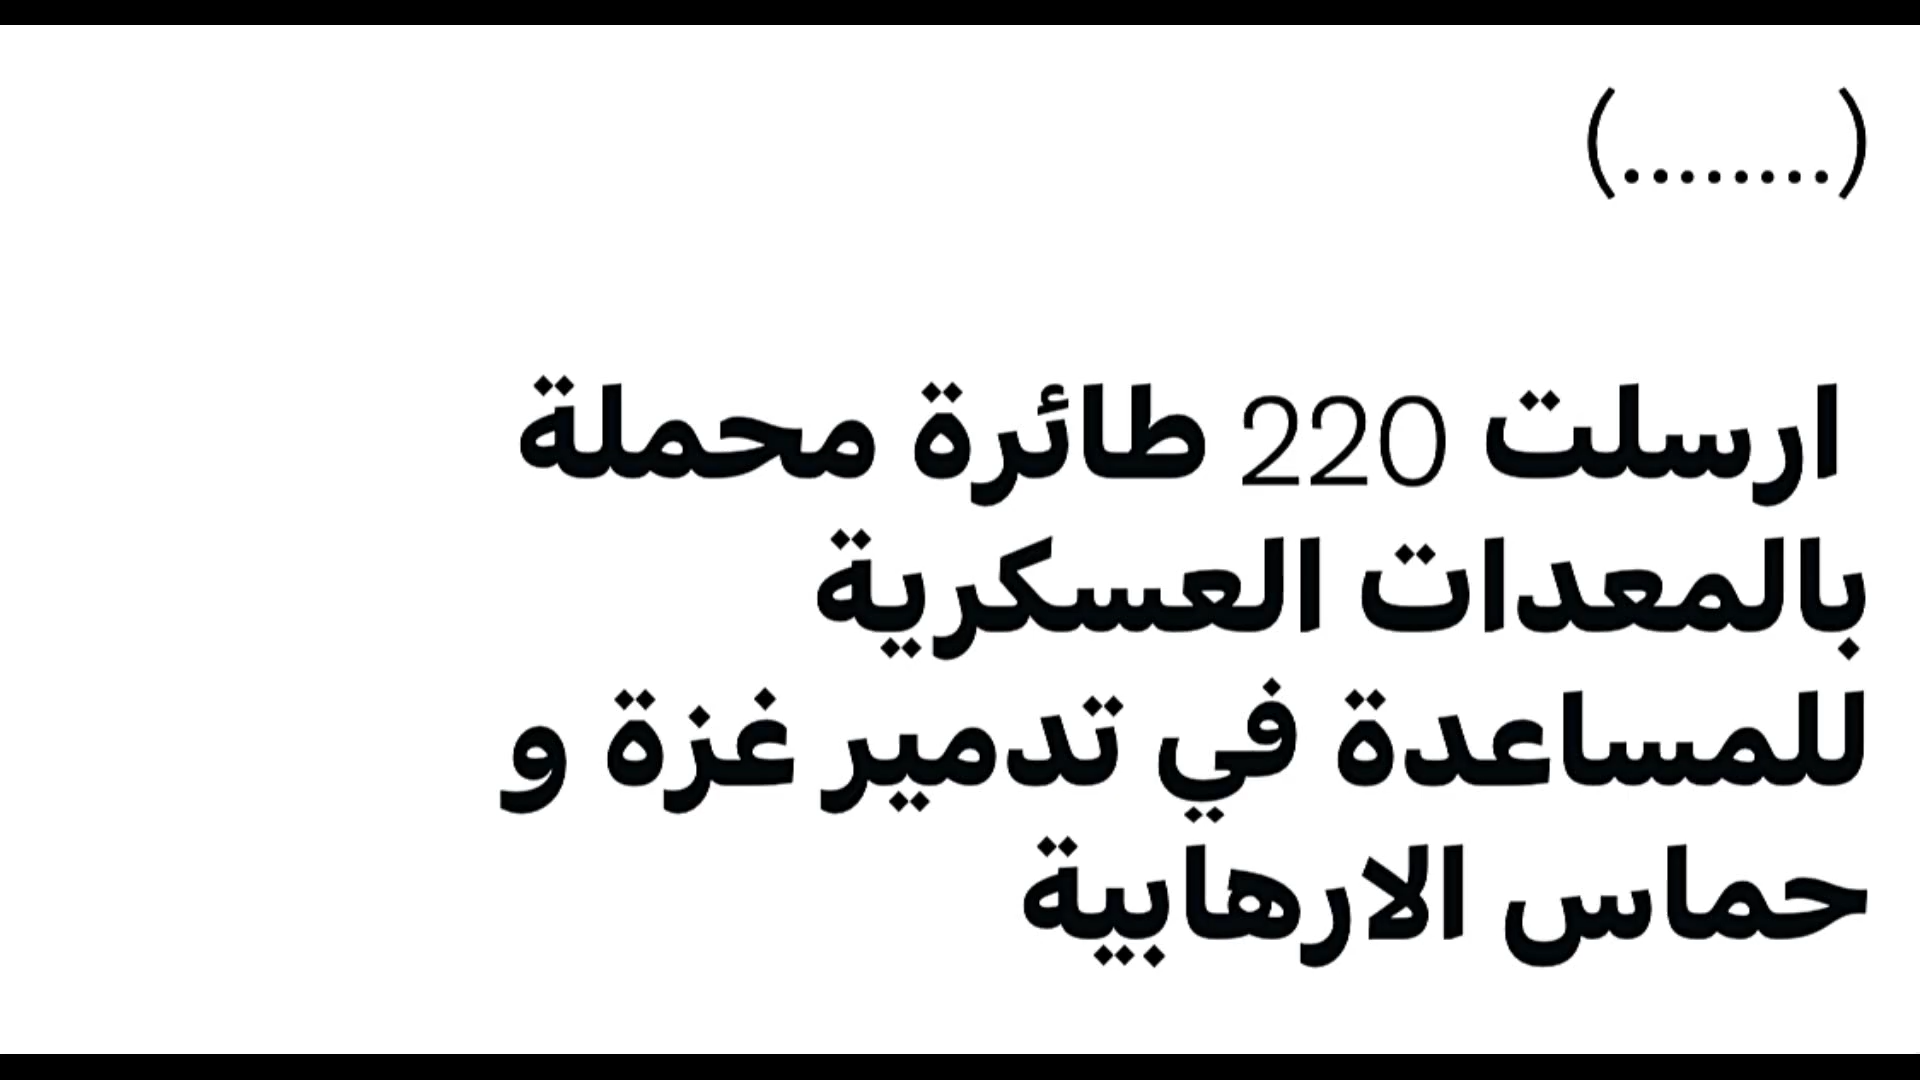 (........)
ارسلت 220 طائرة محملة
بالمعدات العسكرية
للمساعدة في تدمير غزة و
حماس الارهابية